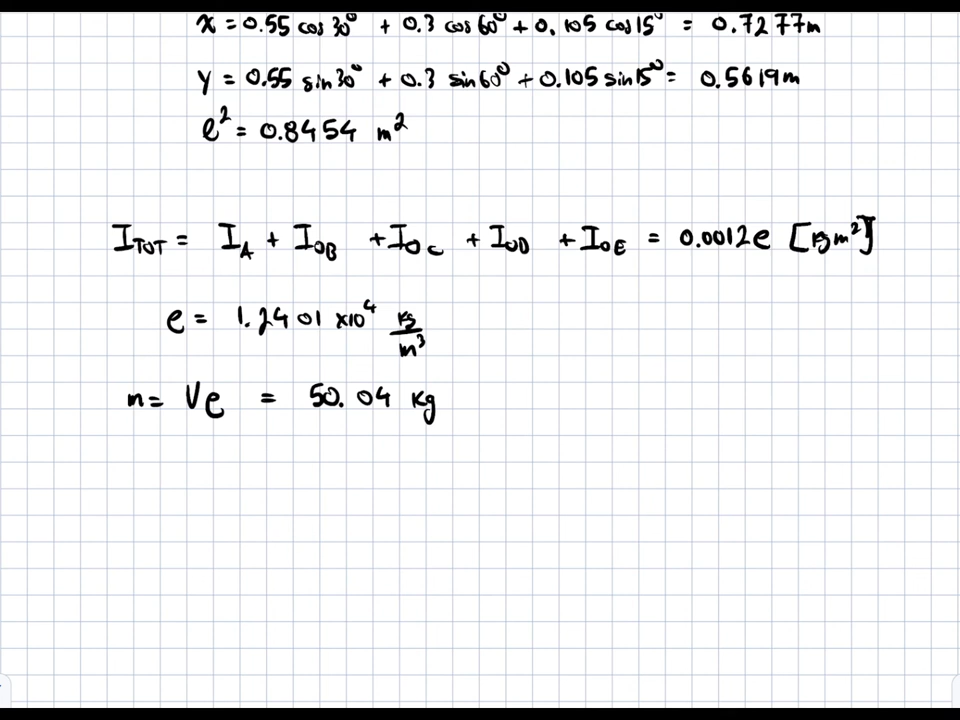 x = 0.55 cos 30° + 0.3 cos 60° + 0.105 cos 15° = 0.7277m
y = 0.55 sin 30° + 0.3 sin 60° + 0.105 sin 15° = 0.5619m
e² = 0.8454 m²
I_TOT = I_A + I_OB + I_OC + I_OD + I_OE = 0.0012e [kgm²]
e = 1.2401 x10⁴ kg/m³
m = Ve = 50.04 kg